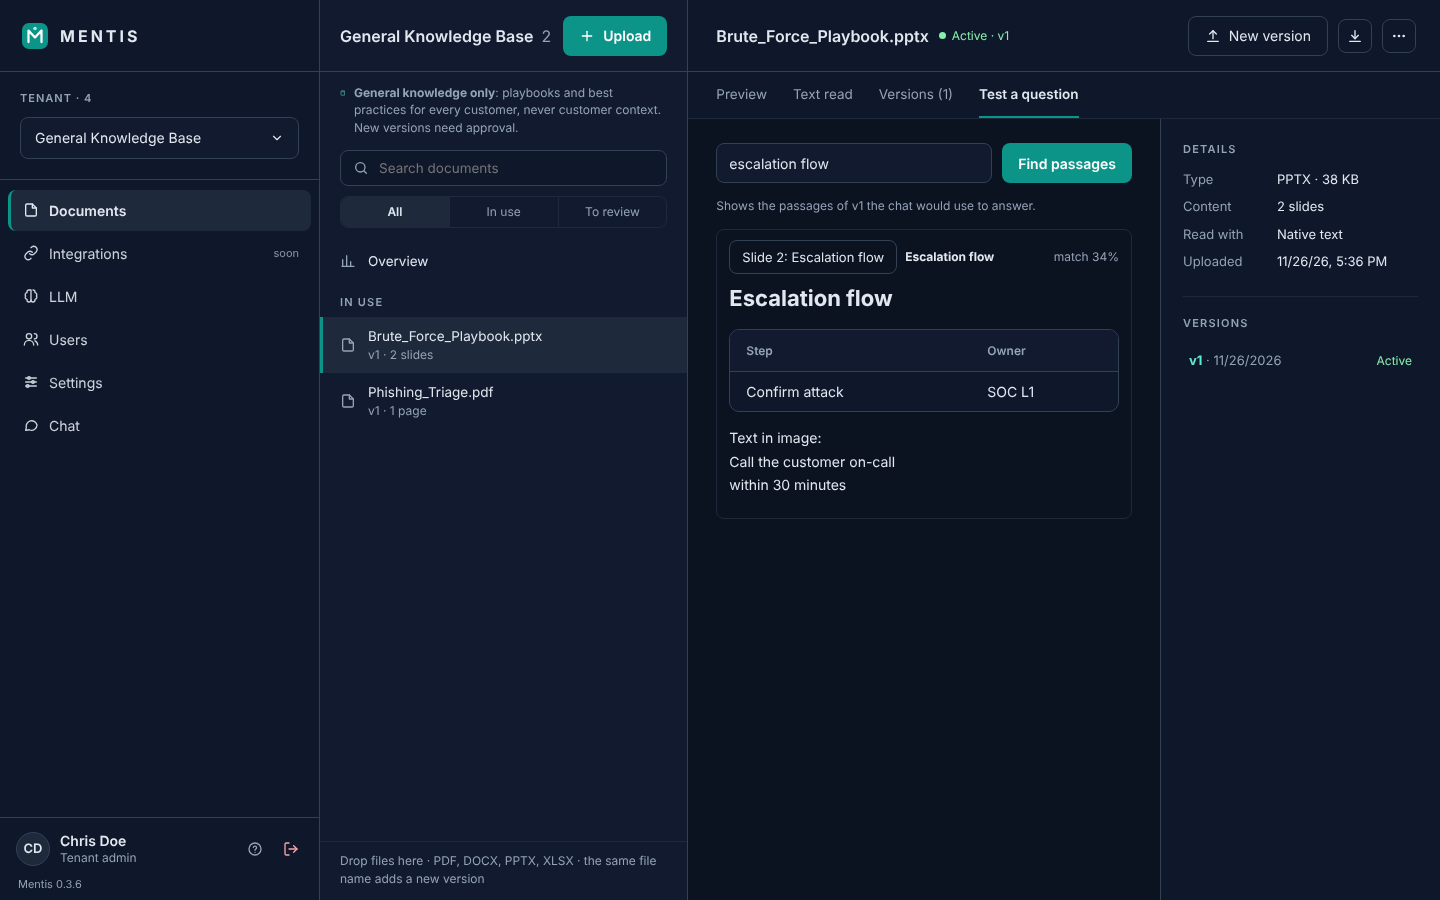 MENTIS
TENANT · 4
General Knowledge Base
Documents
Integrations soon
LLM
Users
Settings
Chat
CD
Chris Doe
Tenant admin
Mentis 0.3.6
General Knowledge Base 2
Upload
General knowledge only: playbooks and best
practices for every customer, never customer context.
New versions need approval.
Search documents
All In use To review
Overview
IN USE
Brute_Force_Playbook.pptx
v1 · 2 slides
Phishing_Triage.pdf
v1 · 1 page
Drop files here · PDF, DOCX, PPTX, XLSX · the same file
name adds a new version
Brute_Force_Playbook.pptx Active · v1
New version
Preview Text read Versions (1) Test a question
escalation flow Find passages
Shows the passages of v1 the chat would use to answer.
Slide 2: Escalation flow Escalation flow match 34%
Escalation flow
Step Owner
Confirm attack SOC L1
Text in image:
Call the customer on-call
within 30 minutes
DETAILS
Type PPTX · 38 KB
Content 2 slides
Read with Native text
Uploaded 11/26/26, 5:36 PM
VERSIONS
v1 · 11/26/2026 Active